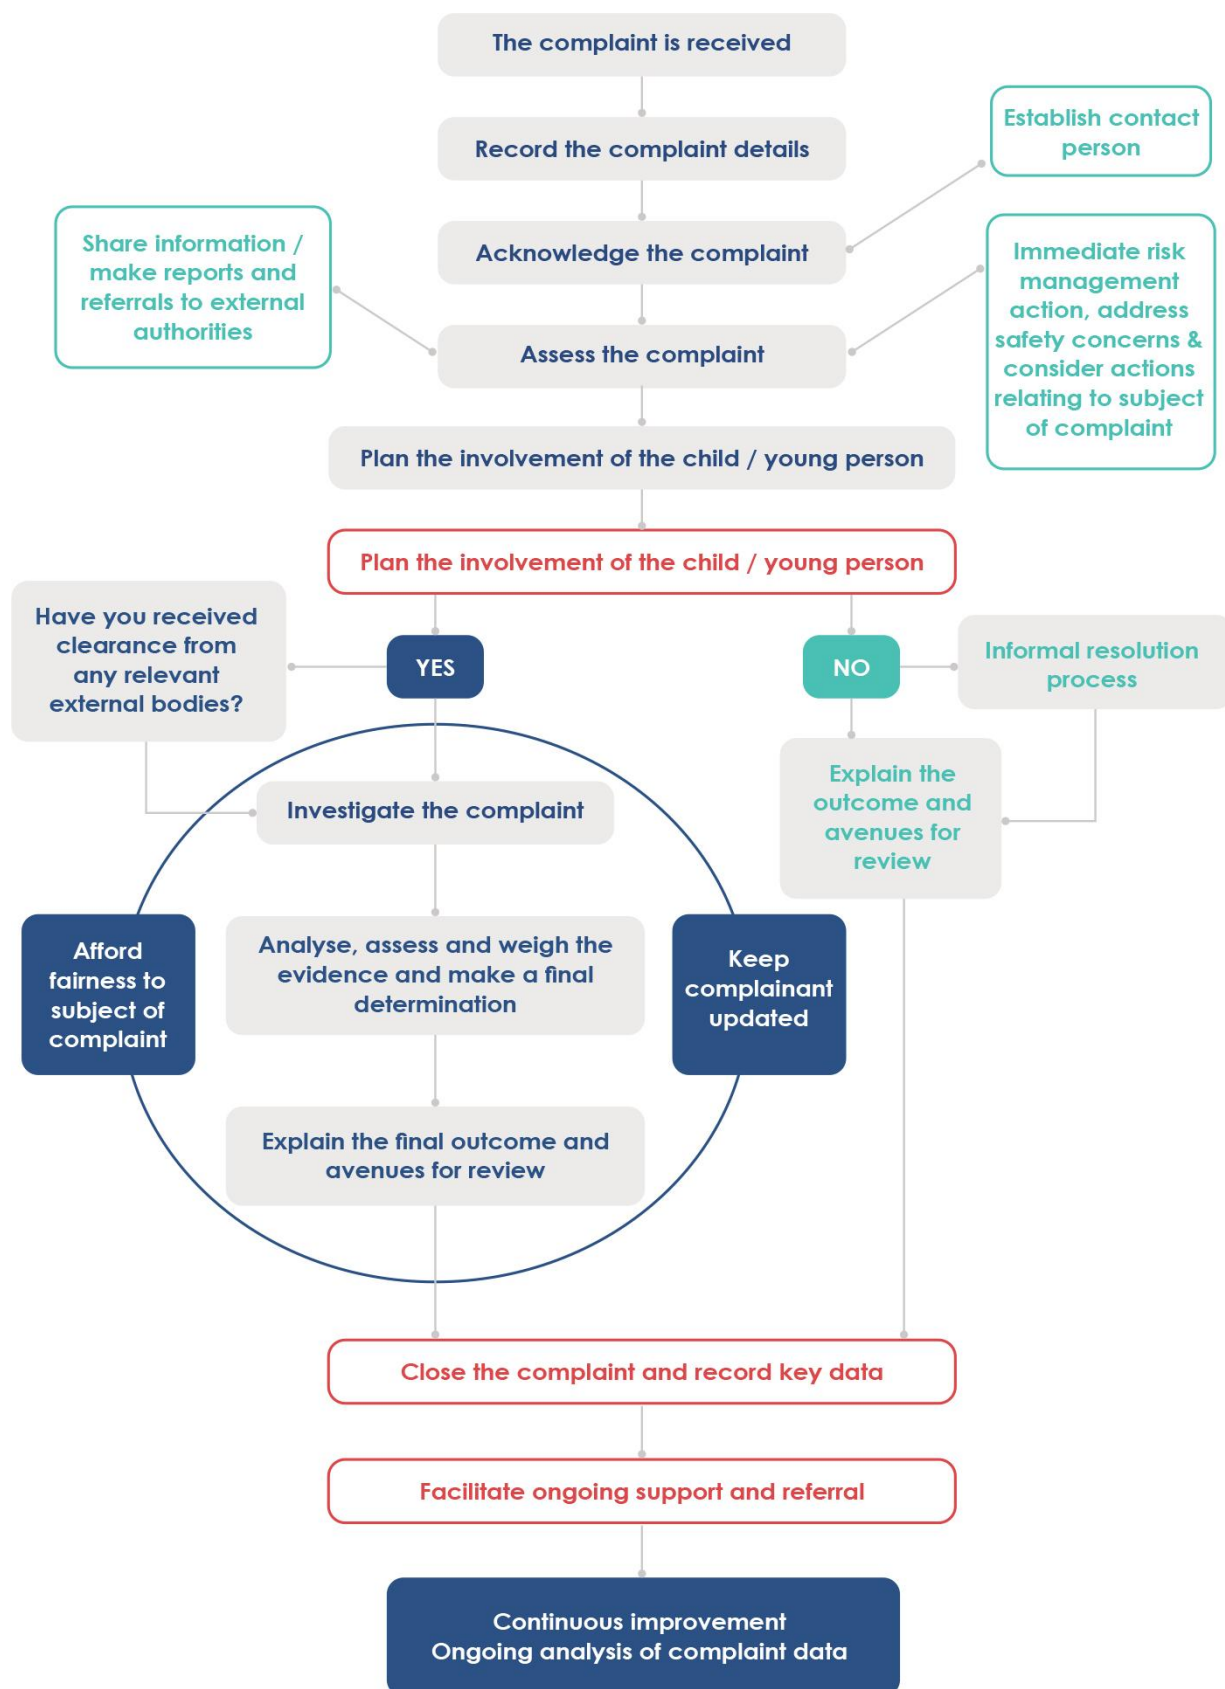 The complaint is received
Record the complaint details
Establish contact
person
Acknowledge the complaint
Share information /
make reports and
referrals to external
authorities
Immediate risk
management
action, address
safety concerns &
consider actions
relating to subject
of complaint
Assess the complaint
Plan the involvement of the child / young person
Plan the involvement of the child / young person
Have you received
clearance from
any relevant
external bodies?
YES
NO
Informal resolution
process
Explain the
outcome and
avenues for
review
Investigate the complaint
Afford
fairness to
subject of
complaint
Analyse, assess and weigh the
evidence and make a final
determination
Keep
complainant
updated
Explain the final outcome and
avenues for review
Close the complaint and record key data
Facilitate ongoing support and referral
Continuous improvement
Ongoing analysis of complaint data